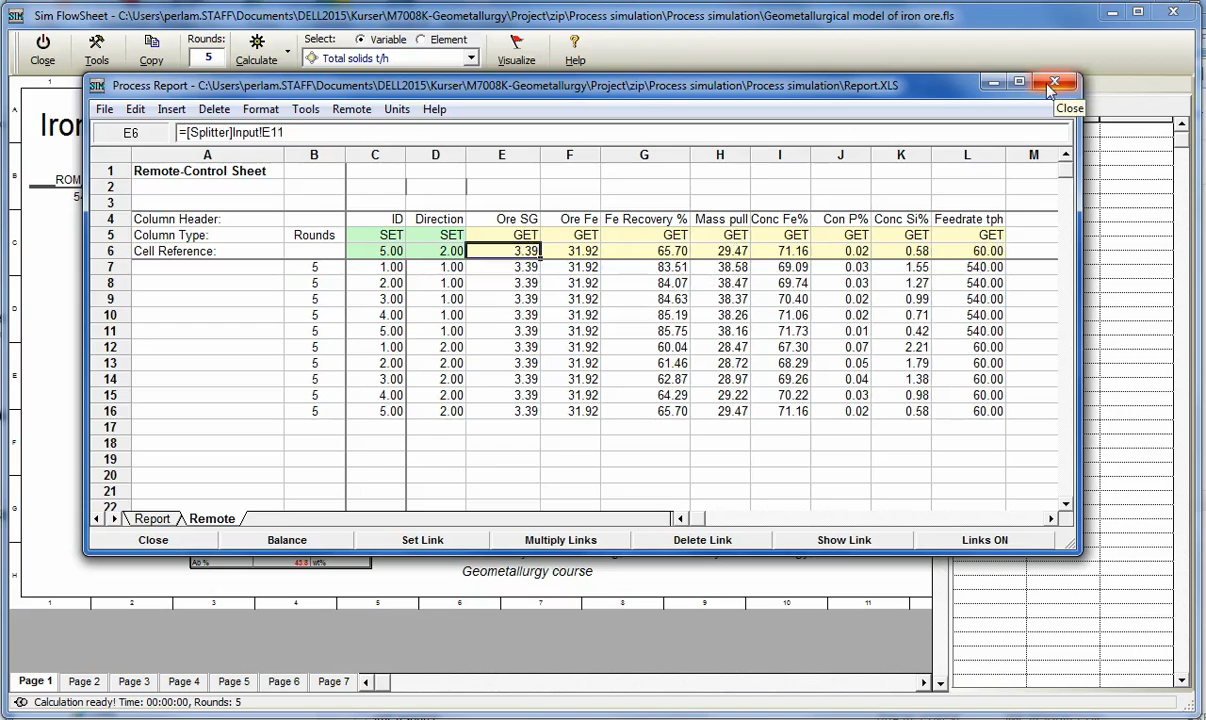 Sim FlowSheet - C:\Users\perlam.STAFF\Documents\DELL2015\Kurser\M7008K-Geometallurgy\Project\zip\Process simulation\Process simulation\Geometallurgical model of iron ore.fls
Close Tools Copy Rounds: 5 Calculate Select: Variable Element Total solids t/h Visualize Help
SIM Process Report - C:\Users\perlam.STAFF\Documents\DELL2015\Kurser\M7008K-Geometallurgy\Project\zip\Process simulation\Process simulation\Report.XLS
Close
File Edit Insert Delete Format Tools Remote Units Help
E6 =[Splitter]Input!E11
A B C D E F G H I J K L M
1 Remote-Control Sheet
2
3
4 Column Header: ID Direction Ore SG Ore Fe Fe Recovery % Mass pull Conc Fe% Con P% Conc Si% Feedrate tph
5 Column Type: Rounds SET SET GET GET GET GET GET GET GET GET
6 Cell Reference: 5.00 2.00 3.39 31.92 65.70 29.47 71.16 0.02 0.58 60.00
7 5 1.00 1.00 3.39 31.92 83.51 38.58 69.09 0.03 1.55 540.00
8 5 2.00 1.00 3.39 31.92 84.07 38.47 69.74 0.03 1.27 540.00
9 5 3.00 1.00 3.39 31.92 84.63 38.37 70.40 0.02 0.99 540.00
10 5 4.00 1.00 3.39 31.92 85.19 38.26 71.06 0.02 0.71 540.00
11 5 5.00 1.00 3.39 31.92 85.75 38.16 71.73 0.01 0.42 540.00
12 5 1.00 2.00 3.39 31.92 60.04 28.47 67.30 0.07 2.21 60.00
13 5 2.00 2.00 3.39 31.92 61.46 28.72 68.29 0.05 1.79 60.00
14 5 3.00 2.00 3.39 31.92 62.87 28.97 69.26 0.04 1.38 60.00
15 5 4.00 2.00 3.39 31.92 64.29 29.22 70.22 0.03 0.98 60.00
16 5 5.00 2.00 3.39 31.92 65.70 29.47 71.16 0.02 0.58 60.00
17
18
19
20
21
22
Report Remote
Close Balance Set Link Multiply Links Delete Link Show Link Links ON
Iron
ROM
Ab % 43.8 wt%
Geometallurgy course
1 2 3 4 5 6 7 8 9 10 11
Page 1 Page 2 Page 3 Page 4 Page 5 Page 6 Page 7
Calculation ready! Time: 00:00:00, Rounds: 5